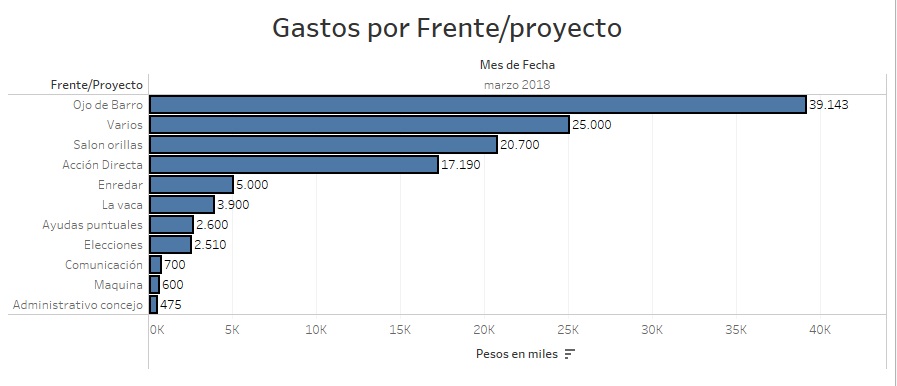 Gastos por Frente/proyecto
Mes de Fecha
Frente/Proyecto marzo 2018
Ojo de Barro 39.143
Varios 25.000
Salon orillas 20.700
Acción Directa 17.190
Enredar 5.000
La vaca 3.900
Ayudas puntuales 2.600
Elecciones 2.510
Comunicación 700
Maquina 600
Administrativo concejo 475
0K 5K 10K 15K 20K 25K 30K 35K 40K
Pesos en miles